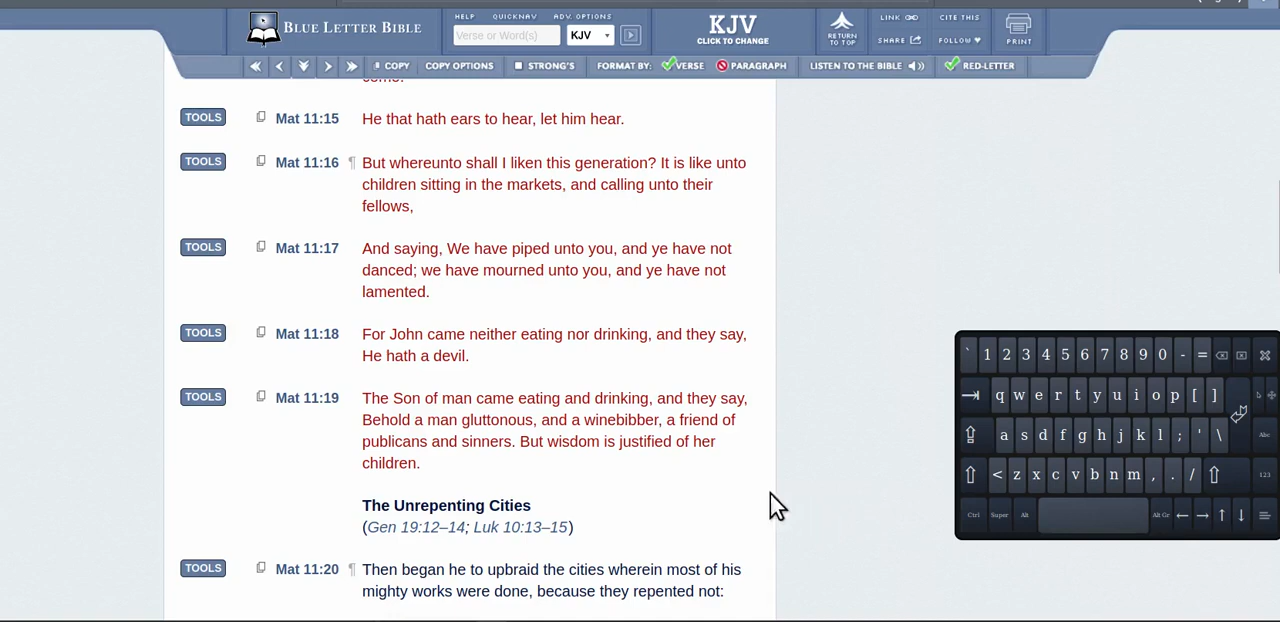 BLUE LETTER BIBLE
HELP QUICKNAV ADV. OPTIONS
Verse or Word(s) KJV
KJV
CLICK TO CHANGE
RETURN
TO TOP
LINK CITE THIS
SHARE FOLLOW
PRINT
COPY COPY OPTIONS STRONG'S FORMAT BY: VERSE PARAGRAPH LISTEN TO THE BIBLE RED-LETTER
TOOLS Mat 11:15 He that hath ears to hear, let him hear.
TOOLS Mat 11:16 ¶ But whereunto shall I liken this generation? It is like unto
children sitting in the markets, and calling unto their
fellows,
TOOLS Mat 11:17 And saying, We have piped unto you, and ye have not
danced; we have mourned unto you, and ye have not
lamented.
TOOLS Mat 11:18 For John came neither eating nor drinking, and they say,
He hath a devil.
TOOLS Mat 11:19 The Son of man came eating and drinking, and they say,
Behold a man gluttonous, and a winebibber, a friend of
publicans and sinners. But wisdom is justified of her
children.
The Unrepenting Cities
(Gen 19:12–14; Luk 10:13–15)
TOOLS Mat 11:20 ¶ Then began he to upbraid the cities wherein most of his
mighty works were done, because they repented not:
` 1 2 3 4 5 6 7 8 9 0 - =
q w e r t y u i o p [ ]
a s d f g h j k l ; ' \ Abc
< z x c v b n m , . / 123
Ctrl Super Alt Alt Gr